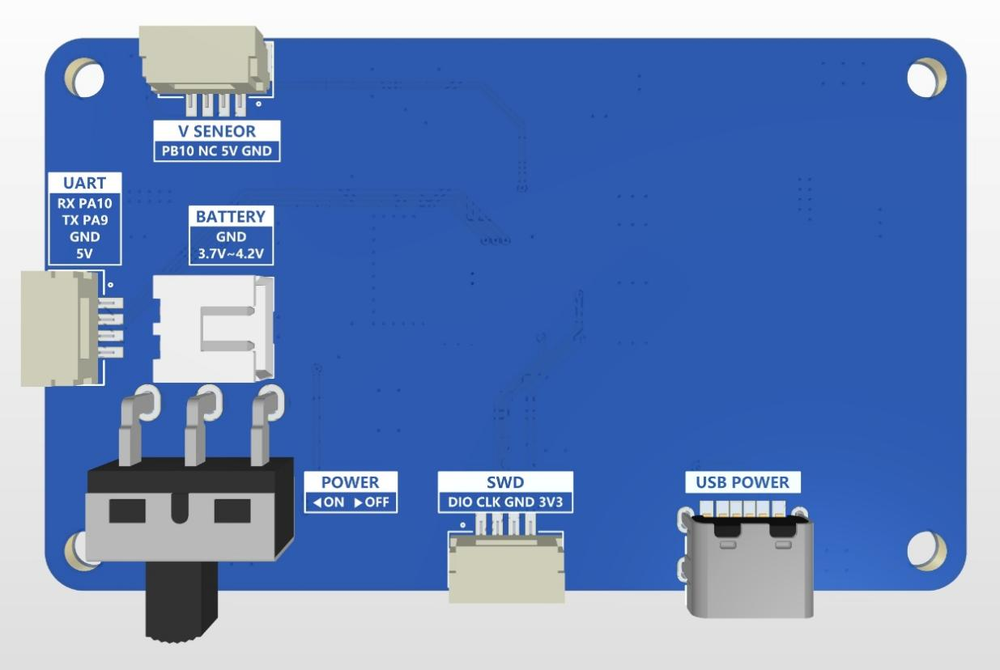 V SENEOR
PB10 NC 5V GND
UART
RX PA10
TX PA9
GND
5V
BATTERY
GND
3.7V~4.2V
POWER
◀ON ▶OFF
SWD
DIO CLK GND 3V3
USB POWER